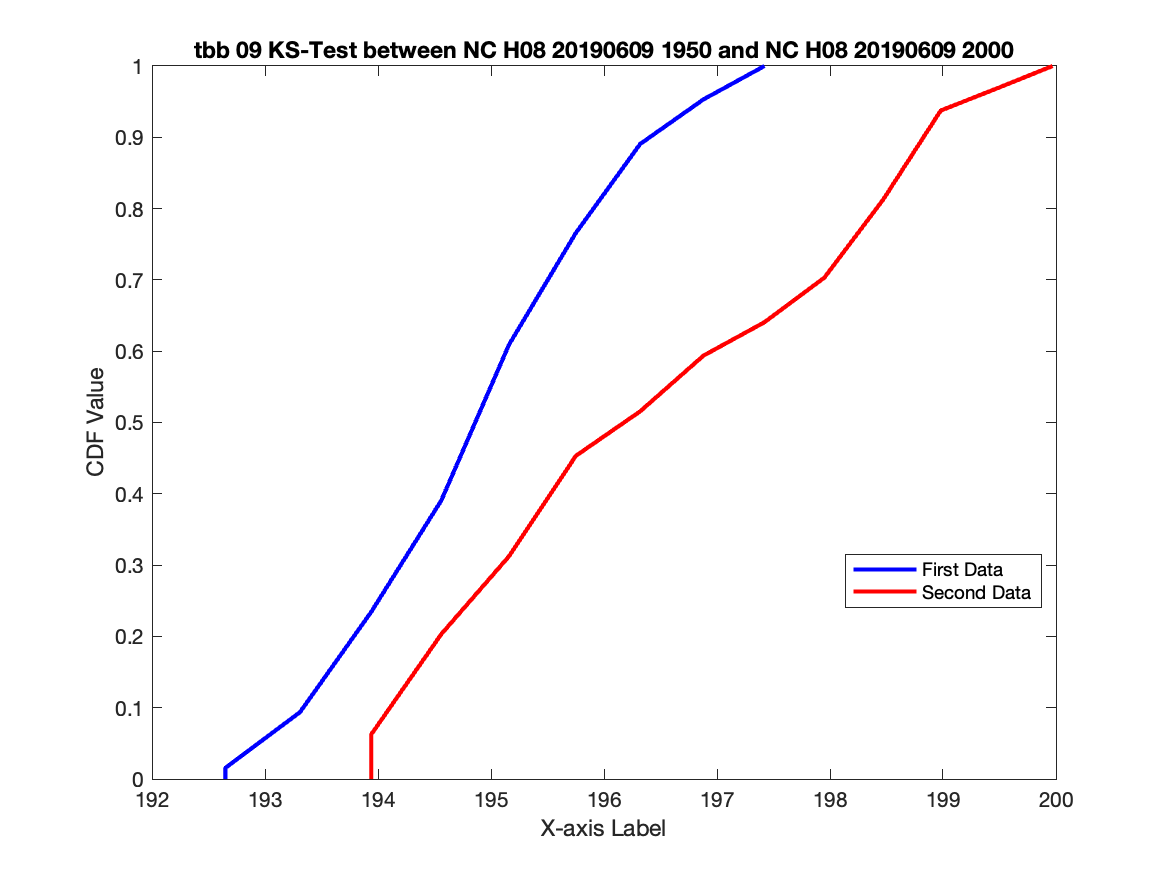 tbb 09 KS-Test between NC H08 20190609 1950 and NC H08 20190609 2000
1
0.9
0.8
0.7
0.6
0.5
0.4
0.3
0.2
0.1
0
CDF Value
First Data
Second Data
192 193 194 195 196 197 198 199 200
X-axis Label